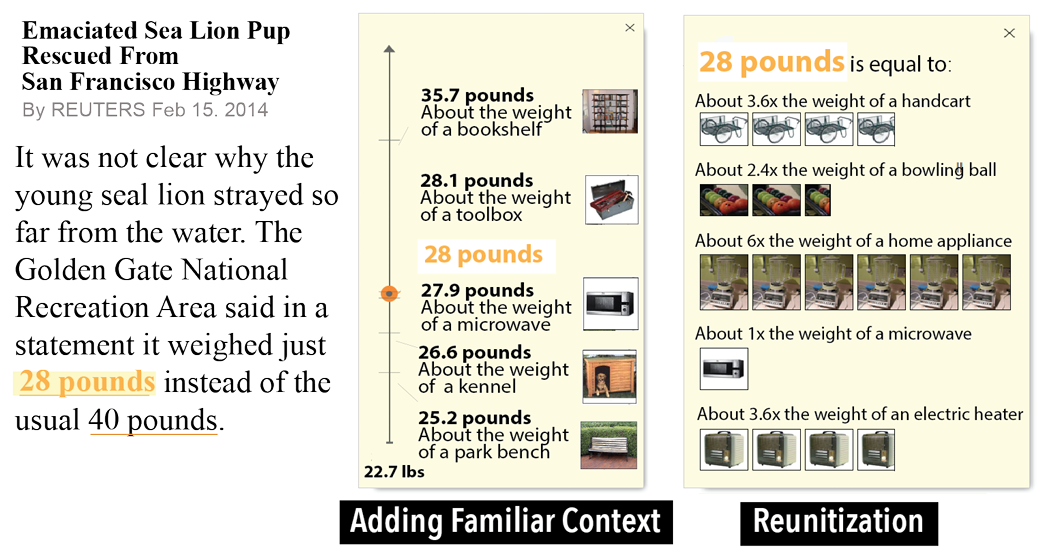 Emaciated Sea Lion Pup
Rescued From
San Francisco Highway
By REUTERS Feb 15. 2014
It was not clear why the
young seal lion strayed so
far from the water. The
Golden Gate National
Recreation Area said in a
statement it weighed just
28 pounds instead of the
usual 40 pounds.
35.7 pounds
About the weight
of a bookshelf
28.1 pounds
About the weight
of a toolbox
28 pounds
27.9 pounds
About the weight
of a microwave
26.6 pounds
About the weight
of a kennel
25.2 pounds
About the weight
of a park bench
22.7 lbs
Adding Familiar Context
28 pounds is equal to:
About 3.6x the weight of a handcart
About 2.4x the weight of a bowling ball
About 6x the weight of a home appliance
About 1x the weight of a microwave
About 3.6x the weight of an electric heater
Reunitization